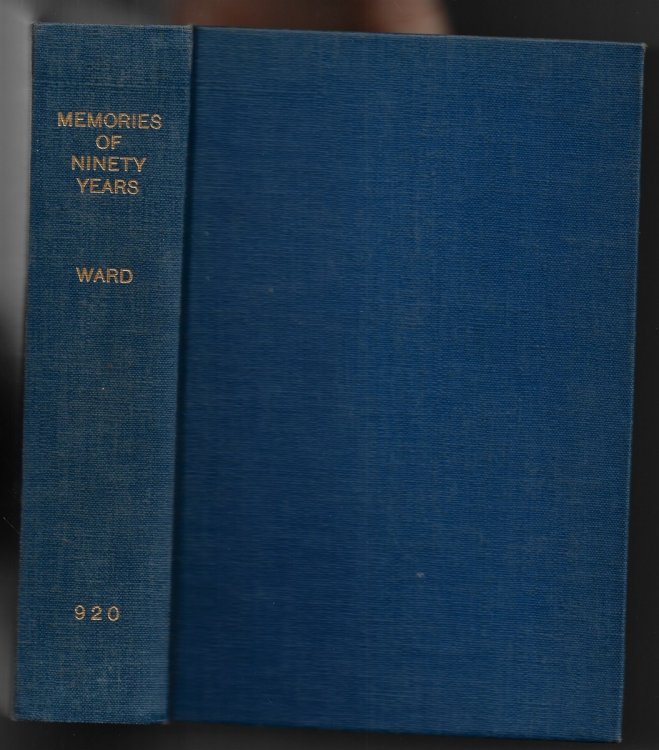 MEMORIES
OF
NINETY
YEARS
WARD
920